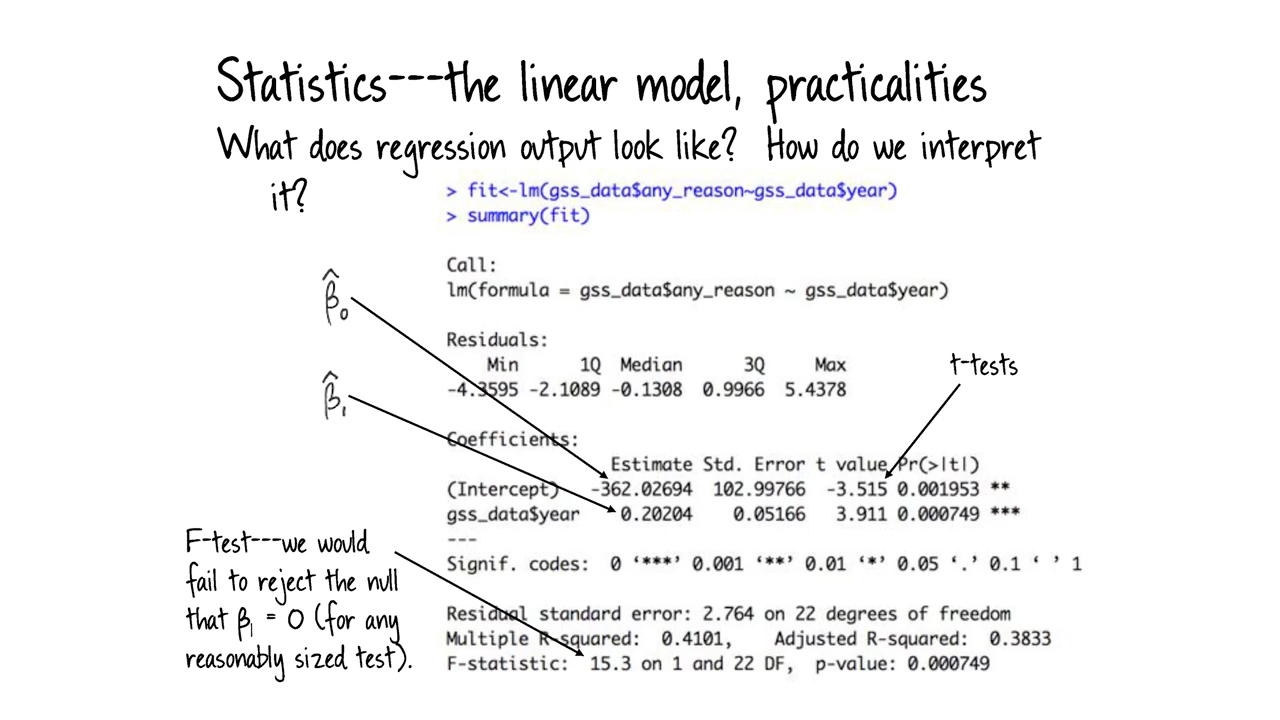 Statistics---the linear model, practicalities
What does regression output look like? How do we interpret
it?
> fit<-lm(gss_data$any_reason~gss_data$year)
> summary(fit)
Call:
lm(formula = gss_data$any_reason ~ gss_data$year)
β̂₀
Residuals:
Min 1Q Median 3Q Max
-4.3595 -2.1089 -0.1308 0.9966 5.4378
t-tests
β̂₁
Coefficients:
Estimate Std. Error t value Pr(>|t|)
(Intercept) -362.02694 102.99766 -3.515 0.001953 **
gss_data$year 0.20204 0.05166 3.911 0.000749 ***
---
Signif. codes: 0 ‘***’ 0.001 ‘**’ 0.01 ‘*’ 0.05 ‘.’ 0.1 ‘ ’ 1
Residual standard error: 2.764 on 22 degrees of freedom
Multiple R-squared: 0.4101, Adjusted R-squared: 0.3833
F-statistic: 15.3 on 1 and 22 DF, p-value: 0.000749
F-test---we would
fail to reject the null
that β₁ = 0 (for any
reasonably sized test).